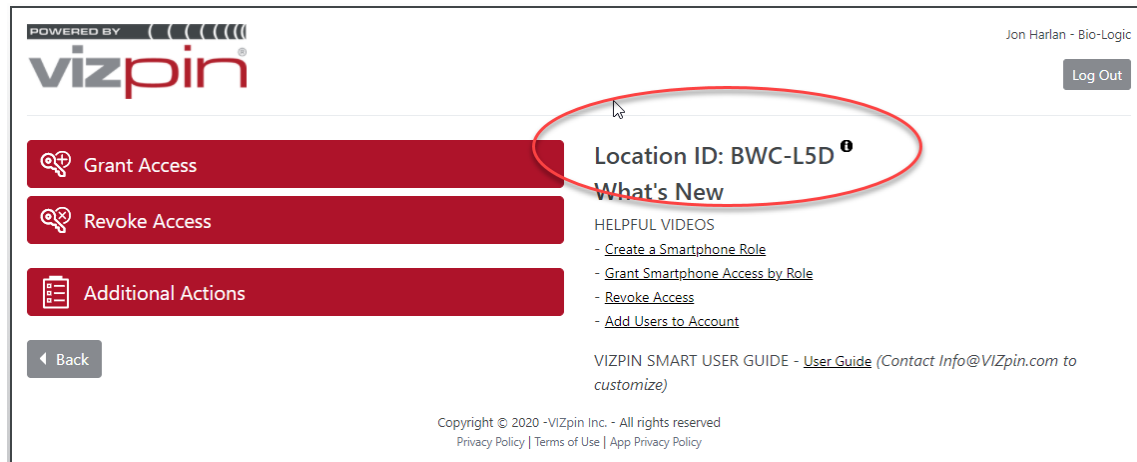 POWERED BY
vizpin®
Jon Harlan - Bio-Logic
Log Out
Grant Access
Revoke Access
Additional Actions
Back
Location ID: BWC-L5D
What's New
HELPFUL VIDEOS
- Create a Smartphone Role
- Grant Smartphone Access by Role
- Revoke Access
- Add Users to Account
VIZPIN SMART USER GUIDE - User Guide (Contact Info@VIZpin.com to
customize)
Copyright © 2020 -VIZpin Inc. - All rights reserved
Privacy Policy | Terms of Use | App Privacy Policy